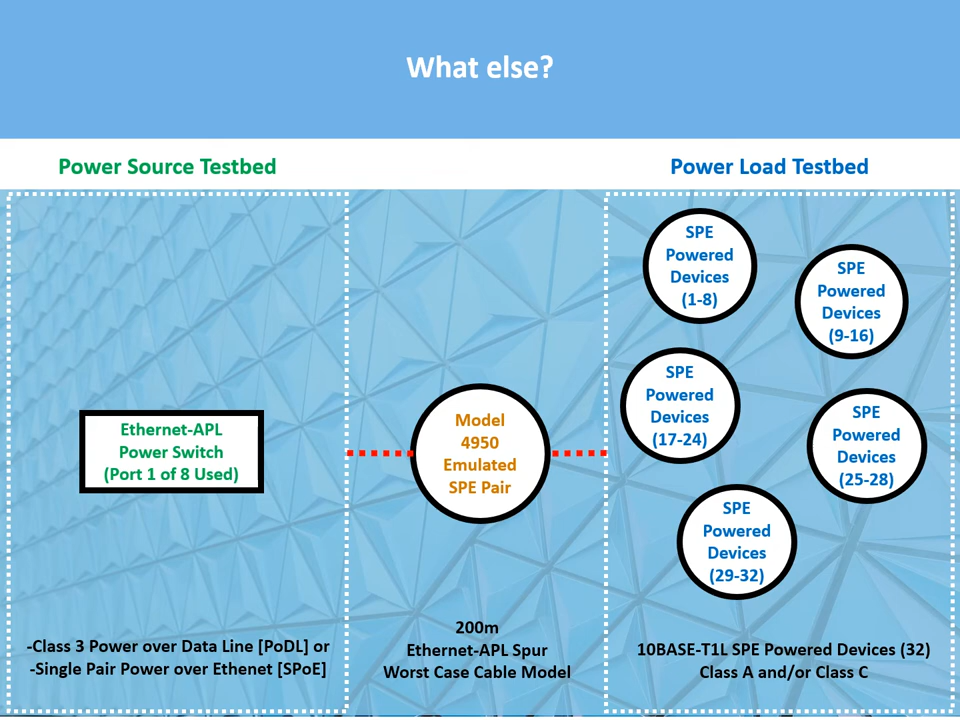 What else?
Power Source Testbed
Power Load Testbed
SPE
Powered
Devices
(1-8)
SPE
Powered
Devices
(9-16)
SPE
Powered
Devices
(17-24)
SPE
Powered
Devices
(25-28)
SPE
Powered
Devices
(29-32)
Ethernet-APL
Power Switch
(Port 1 of 8 Used)
Model
4950
Emulated
SPE Pair
-Class 3 Power over Data Line [PoDL] or
-Single Pair Power over Ethenet [SPoE]
200m
Ethernet-APL Spur
Worst Case Cable Model
10BASE-T1L SPE Powered Devices (32)
Class A and/or Class C